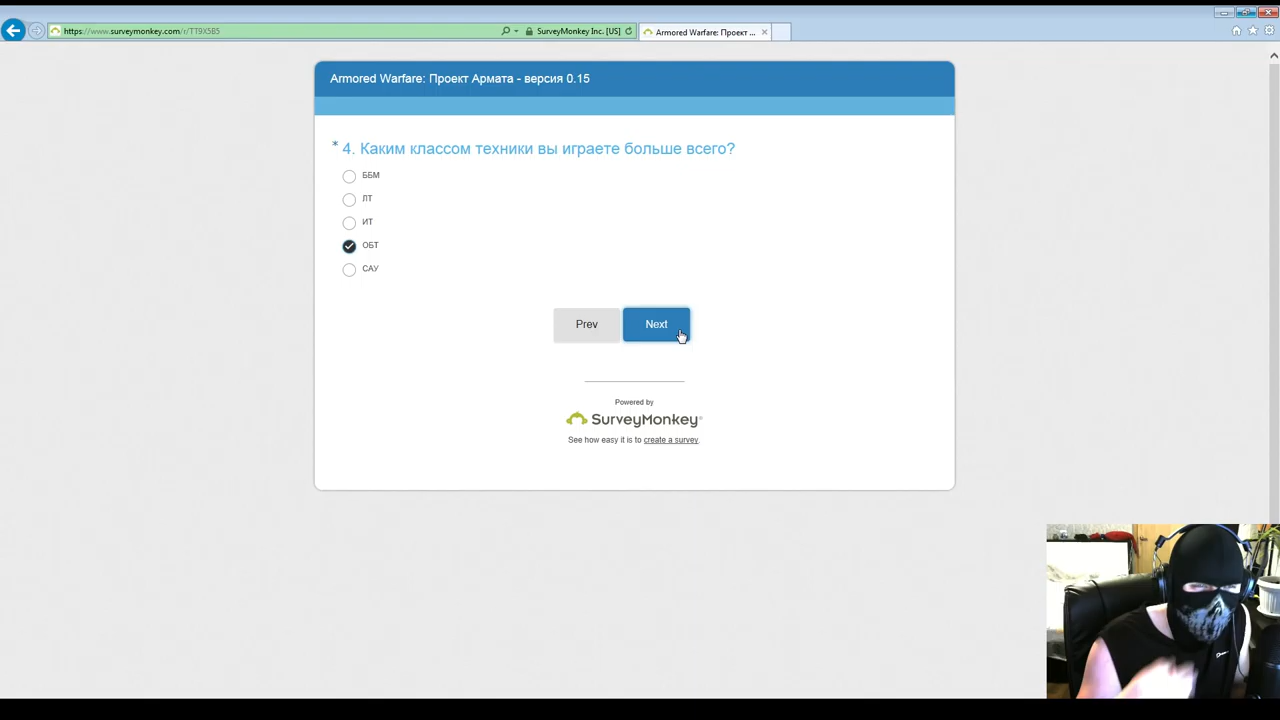 https://www.surveymonkey.com/r/TT9X5B5
SurveyMonkey Inc. [US]
Armored Warfare: Проект ...
Armored Warfare: Проект Армата - версия 0.15
* 4. Каким классом техники вы играете больше всего?
ББМ
ЛТ
ИТ
ОБТ
САУ
Prev
Next
Powered by
SurveyMonkey®
See how easy it is to create a survey.